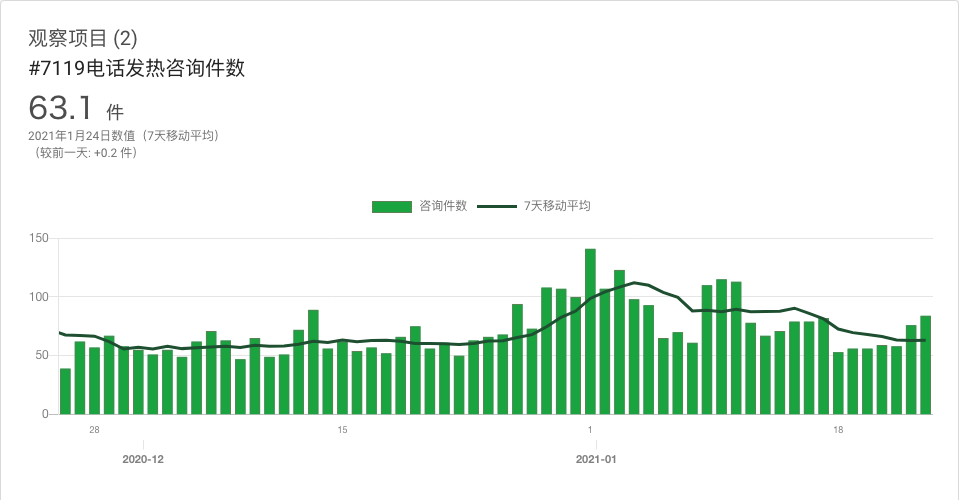 观察项目 (2)
#7119电话发热咨询件数
63.1 件
2021年1月24日数值（7天移动平均）
（较前一天: +0.2 件）
咨询件数 7天移动平均
150
100
50
0
28 15 1 18
2020-12 2021-01